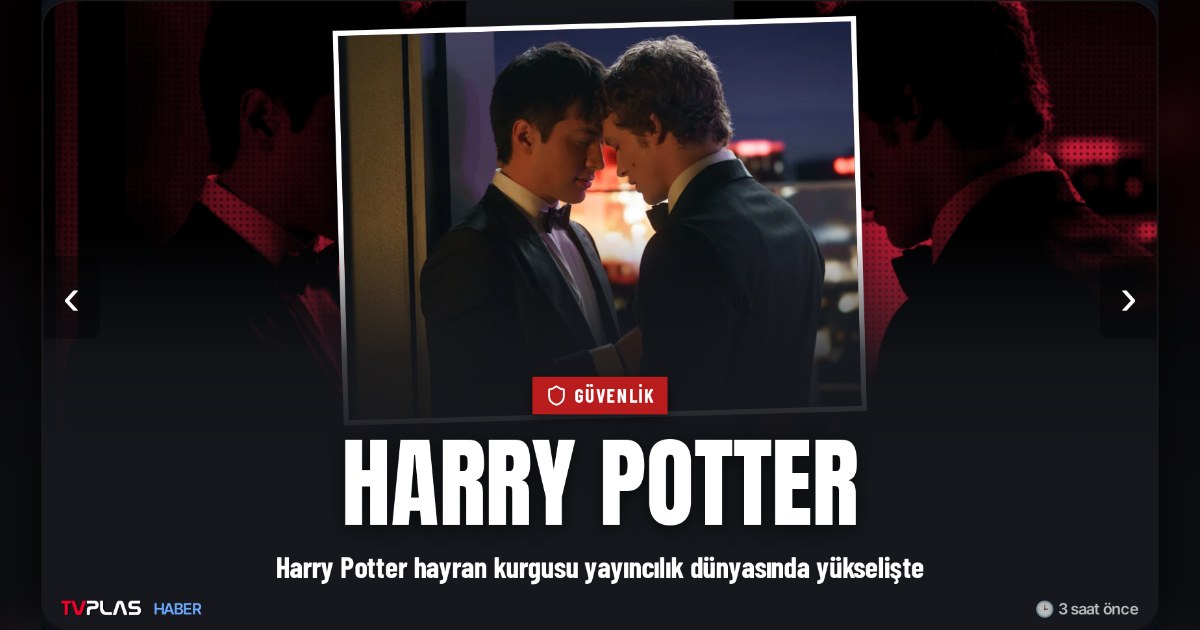 GÜVENLİK
HARRY POTTER
Harry Potter hayran kurgusu yayıncılık dünyasında yükselişte
TVPLAS HABER
3 saat önce